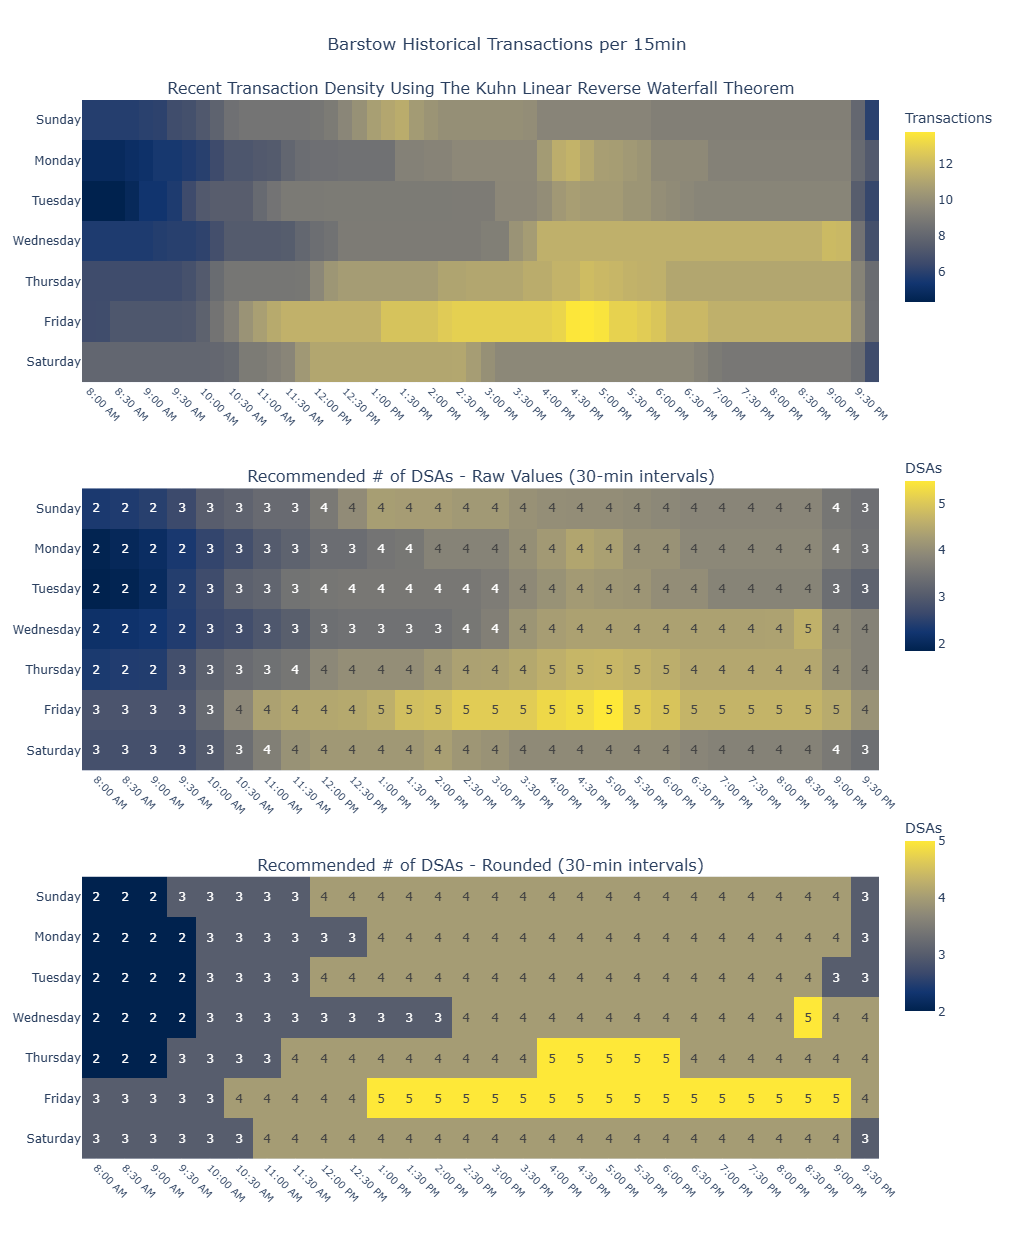 Barstow Historical Transactions per 15min
Recent Transaction Density Using The Kuhn Linear Reverse Waterfall Theorem
Transactions
12
10
8
6
Sunday
Monday
Tuesday
Wednesday
Thursday
Friday
Saturday
8:00 AM 8:30 AM 9:00 AM 9:30 AM 10:00 AM 10:30 AM 11:00 AM 11:30 AM 12:00 PM 12:30 PM 1:00 PM 1:30 PM 2:00 PM 2:30 PM 3:00 PM 3:30 PM 4:00 PM 4:30 PM 5:00 PM 5:30 PM 6:00 PM 6:30 PM 7:00 PM 7:30 PM 8:00 PM 8:30 PM 9:00 PM 9:30 PM
Recommended # of DSAs - Raw Values (30-min intervals)
DSAs
5
4
3
2
Sunday 2 2 2 3 3 3 3 3 4 4 4 4 4 4 4 4 4 4 4 4 4 4 4 4 4 4 4 3
Monday 2 2 2 2 3 3 3 3 3 3 4 4 4 4 4 4 4 4 4 4 4 4 4 4 4 4 4 3
Tuesday 2 2 2 2 3 3 3 3 4 4 4 4 4 4 4 4 4 4 4 4 4 4 4 4 4 4 3 3
Wednesday 2 2 2 2 3 3 3 3 3 3 3 3 3 4 4 4 4 4 4 4 4 4 4 4 4 5 4 4
Thursday 2 2 2 3 3 3 3 4 4 4 4 4 4 4 4 4 5 5 5 5 5 4 4 4 4 4 4 4
Friday 3 3 3 3 3 4 4 4 4 4 5 5 5 5 5 5 5 5 5 5 5 5 5 5 5 5 5 4
Saturday 3 3 3 3 3 3 4 4 4 4 4 4 4 4 4 4 4 4 4 4 4 4 4 4 4 4 4 3
8:00 AM 8:30 AM 9:00 AM 9:30 AM 10:00 AM 10:30 AM 11:00 AM 11:30 AM 12:00 PM 12:30 PM 1:00 PM 1:30 PM 2:00 PM 2:30 PM 3:00 PM 3:30 PM 4:00 PM 4:30 PM 5:00 PM 5:30 PM 6:00 PM 6:30 PM 7:00 PM 7:30 PM 8:00 PM 8:30 PM 9:00 PM 9:30 PM
Recommended # of DSAs - Rounded (30-min intervals)
DSAs
5
4
3
2
Sunday 2 2 2 3 3 3 3 3 4 4 4 4 4 4 4 4 4 4 4 4 4 4 4 4 4 4 4 3
Monday 2 2 2 2 3 3 3 3 3 3 4 4 4 4 4 4 4 4 4 4 4 4 4 4 4 4 4 3
Tuesday 2 2 2 2 3 3 3 3 4 4 4 4 4 4 4 4 4 4 4 4 4 4 4 4 4 4 3 3
Wednesday 2 2 2 2 3 3 3 3 3 3 3 3 3 4 4 4 4 4 4 4 4 4 4 4 4 5 4 4
Thursday 2 2 2 3 3 3 3 4 4 4 4 4 4 4 4 4 5 5 5 5 5 4 4 4 4 4 4 4
Friday 3 3 3 3 3 4 4 4 4 4 5 5 5 5 5 5 5 5 5 5 5 5 5 5 5 5 5 4
Saturday 3 3 3 3 3 3 4 4 4 4 4 4 4 4 4 4 4 4 4 4 4 4 4 4 4 4 4 3
8:00 AM 8:30 AM 9:00 AM 9:30 AM 10:00 AM 10:30 AM 11:00 AM 11:30 AM 12:00 PM 12:30 PM 1:00 PM 1:30 PM 2:00 PM 2:30 PM 3:00 PM 3:30 PM 4:00 PM 4:30 PM 5:00 PM 5:30 PM 6:00 PM 6:30 PM 7:00 PM 7:30 PM 8:00 PM 8:30 PM 9:00 PM 9:30 PM